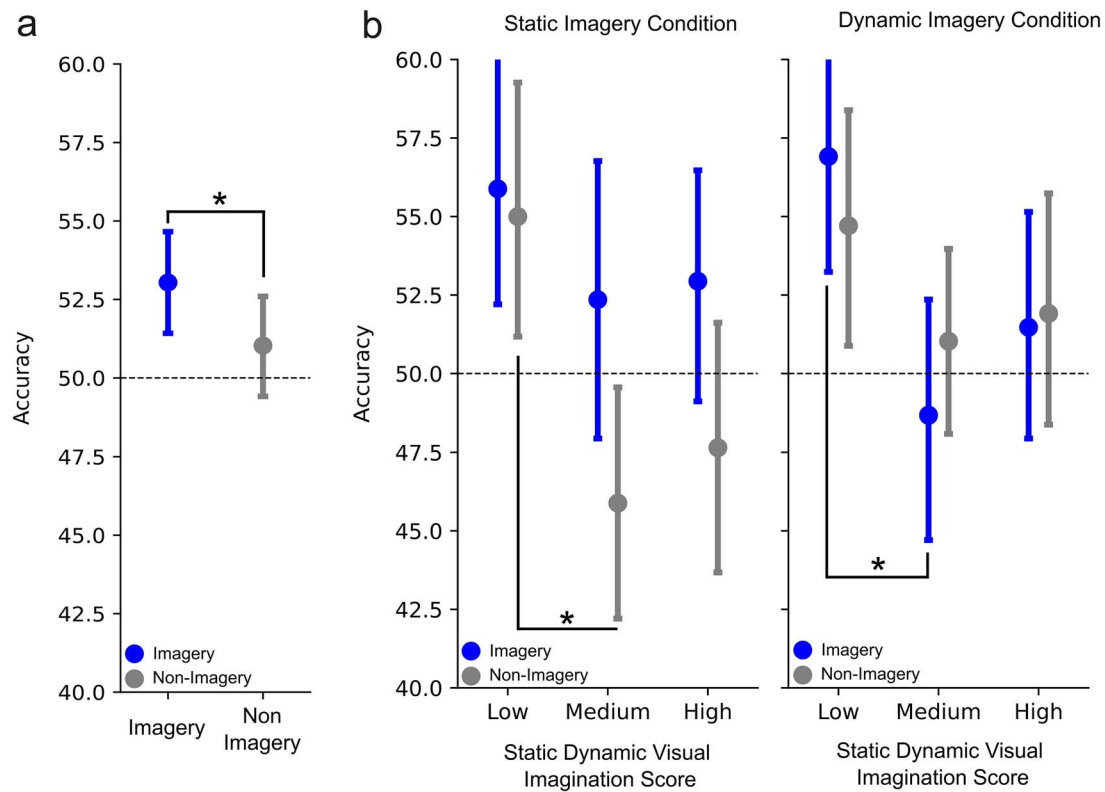 a
60.0
57.5
55.0
52.5
50.0
47.5
45.0
42.5
40.0
Accuracy
*
Imagery
Non-Imagery
Imagery
Non
Imagery
b
Static Imagery Condition
60.0
57.5
55.0
52.5
50.0
47.5
45.0
42.5
40.0
Accuracy
*
Imagery
Non-Imagery
Low Medium High
Static Dynamic Visual
Imagination Score
Dynamic Imagery Condition
*
Imagery
Non-Imagery
Low Medium High
Static Dynamic Visual
Imagination Score